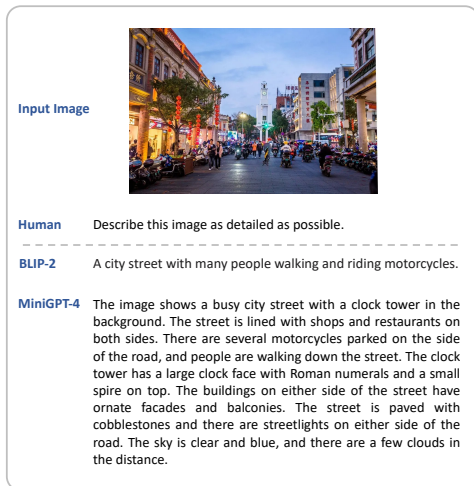 Input Image
Human Describe this image as detailed as possible.
BLIP-2 A city street with many people walking and riding motorcycles.
MiniGPT-4 The image shows a busy city street with a clock tower in the
background. The street is lined with shops and restaurants on
both sides. There are several motorcycles parked on the side
of the road, and people are walking down the street. The clock
tower has a large clock face with Roman numerals and a small
spire on top. The buildings on either side of the street have
ornate facades and balconies. The street is paved with
cobblestones and there are streetlights on either side of the
road. The sky is clear and blue, and there are a few clouds in
the distance.